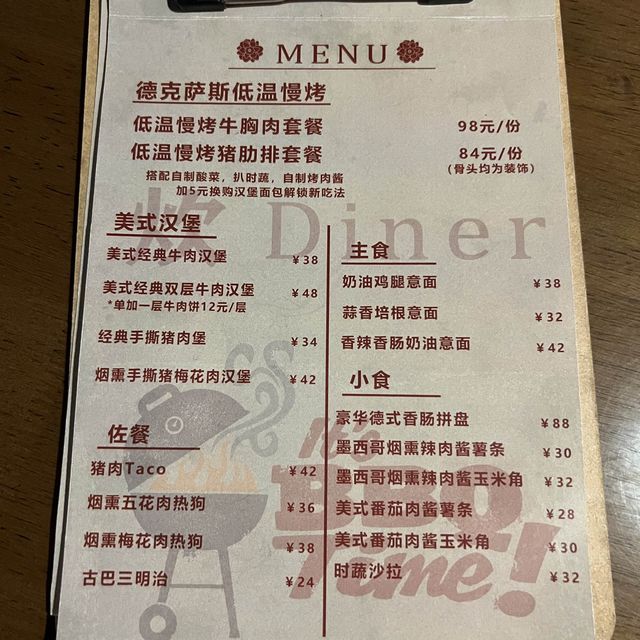 MENU
德克萨斯低温慢烤
低温慢烤牛胸肉套餐 98元/份
低温慢烤猪肋排套餐 84元/份
(骨头均为装饰)
搭配自制酸菜，扒时蔬，自制烤肉酱
加5元换购汉堡面包解锁新吃法
炊 Diner
美式汉堡
美式经典牛肉汉堡 ¥38
美式经典双层牛肉汉堡 ¥48
*单加一层牛肉饼12元/层
经典手撕猪肉堡 ¥34
烟熏手撕猪梅花肉汉堡 ¥42
佐餐
猪肉Taco ¥42
烟熏五花肉热狗 ¥36
烟熏梅花肉热狗 ¥38
古巴三明治 ¥24
主食
奶油鸡腿意面 ¥38
蒜香培根意面 ¥32
香辣香肠奶油意面 ¥42
小食
豪华德式香肠拼盘 ¥88
墨西哥烟熏辣肉酱薯条 ¥30
墨西哥烟熏辣肉酱玉米角 ¥32
美式番茄肉酱薯条 ¥28
美式番茄肉酱玉米角 ¥30
时蔬沙拉 ¥32
It's
BBQ
Time!